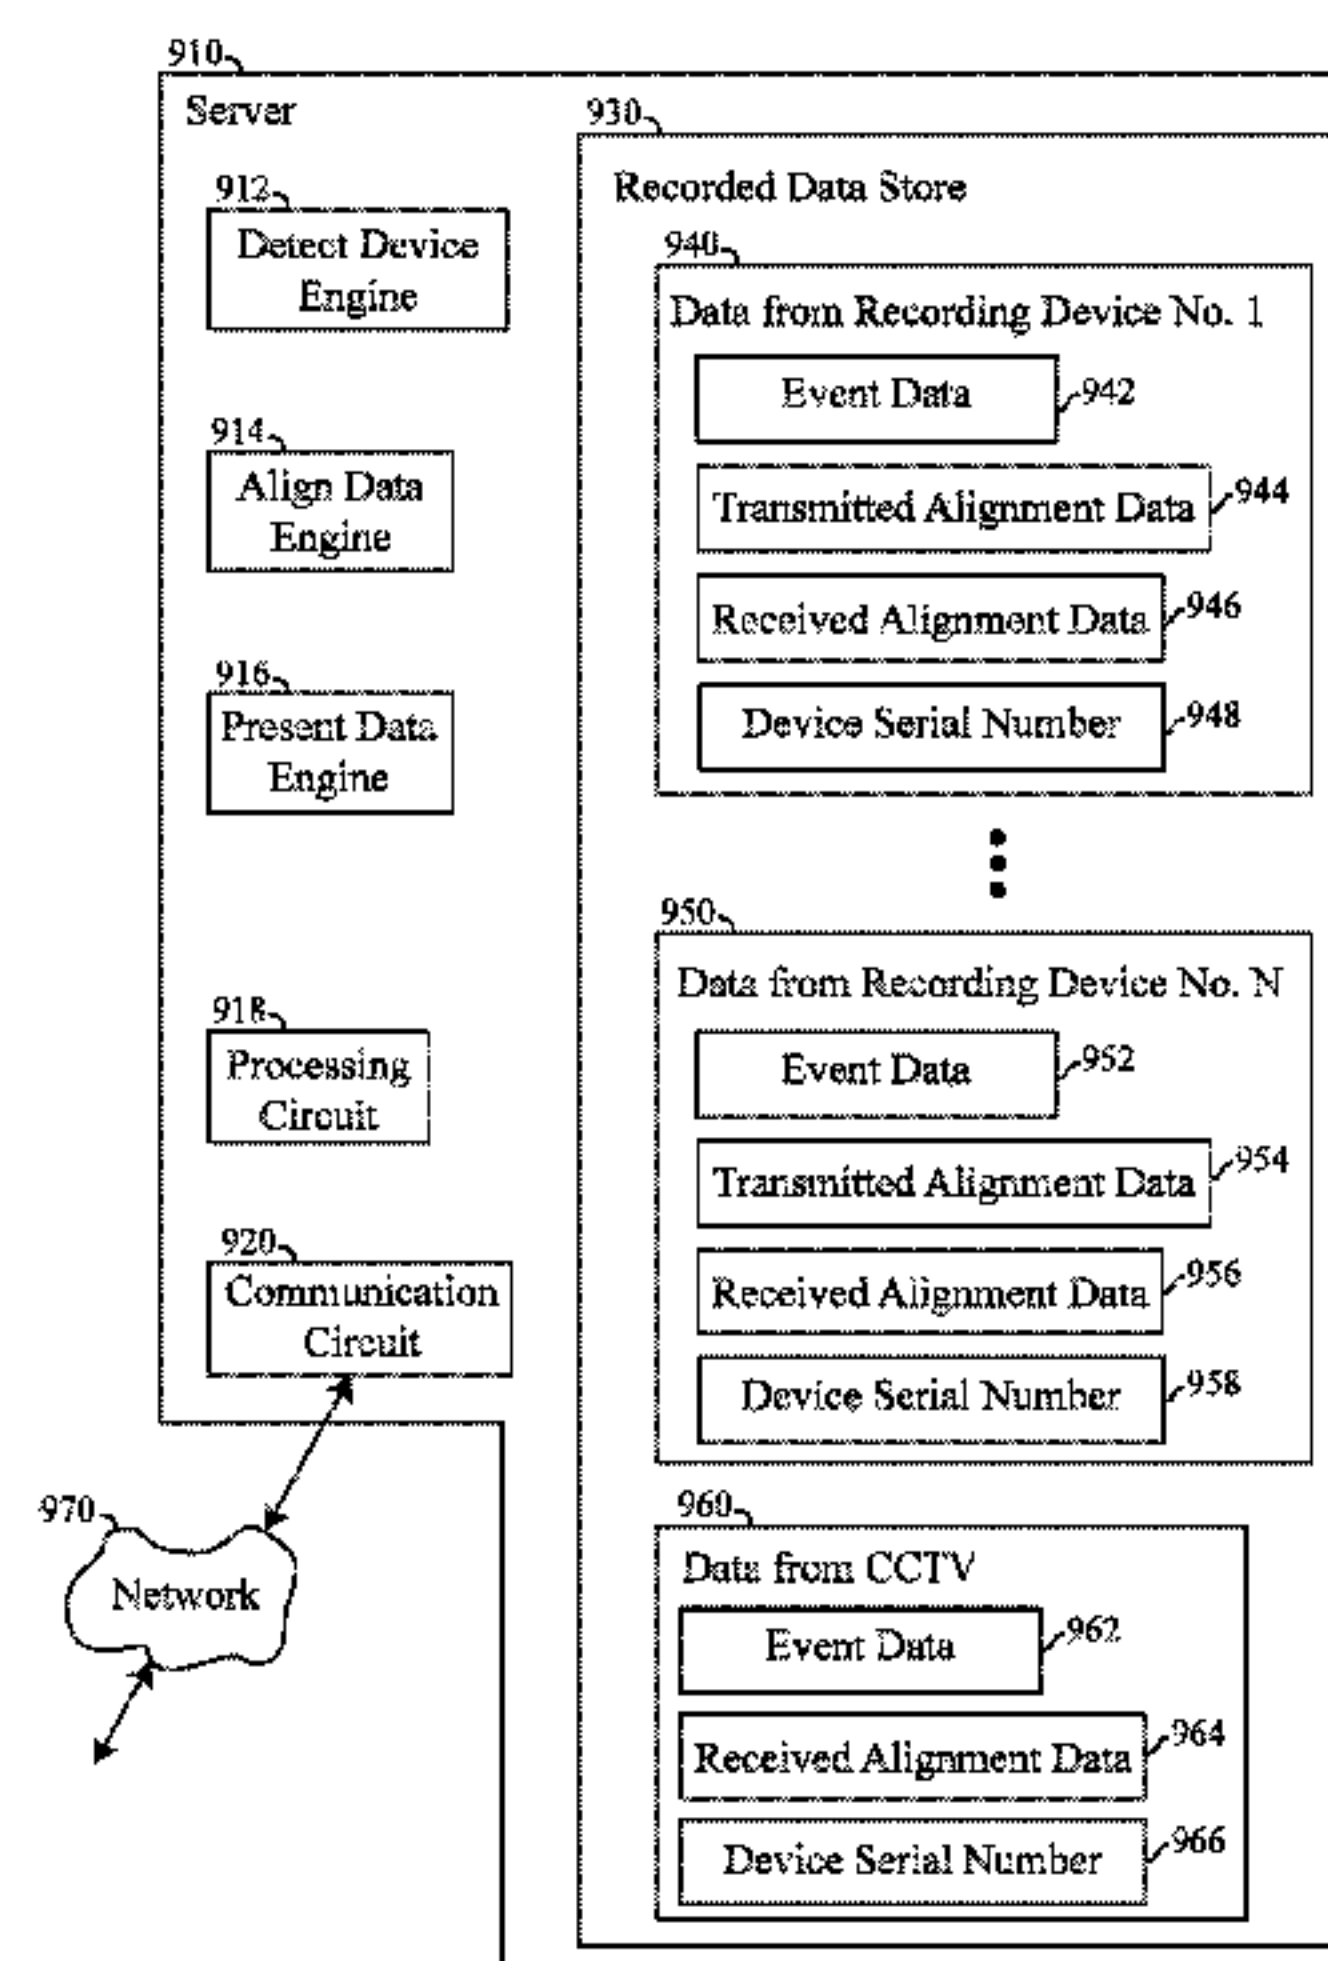 910
Server
912
Detect Device
Engine
914
Align Data
Engine
916
Present Data
Engine
918
Processing
Circuit
920
Communication
Circuit
970
Network
930
Recorded Data Store
940
Data from Recording Device No. 1
Event Data
942
Transmitted Alignment Data
944
Received Alignment Data
946
Device Serial Number
948
950
Data from Recording Device No. N
Event Data
952
Transmitted Alignment Data
954
Received Alignment Data
956
Device Serial Number
958
960
Data from CCTV
Event Data
962
Received Alignment Data
964
Device Serial Number
966